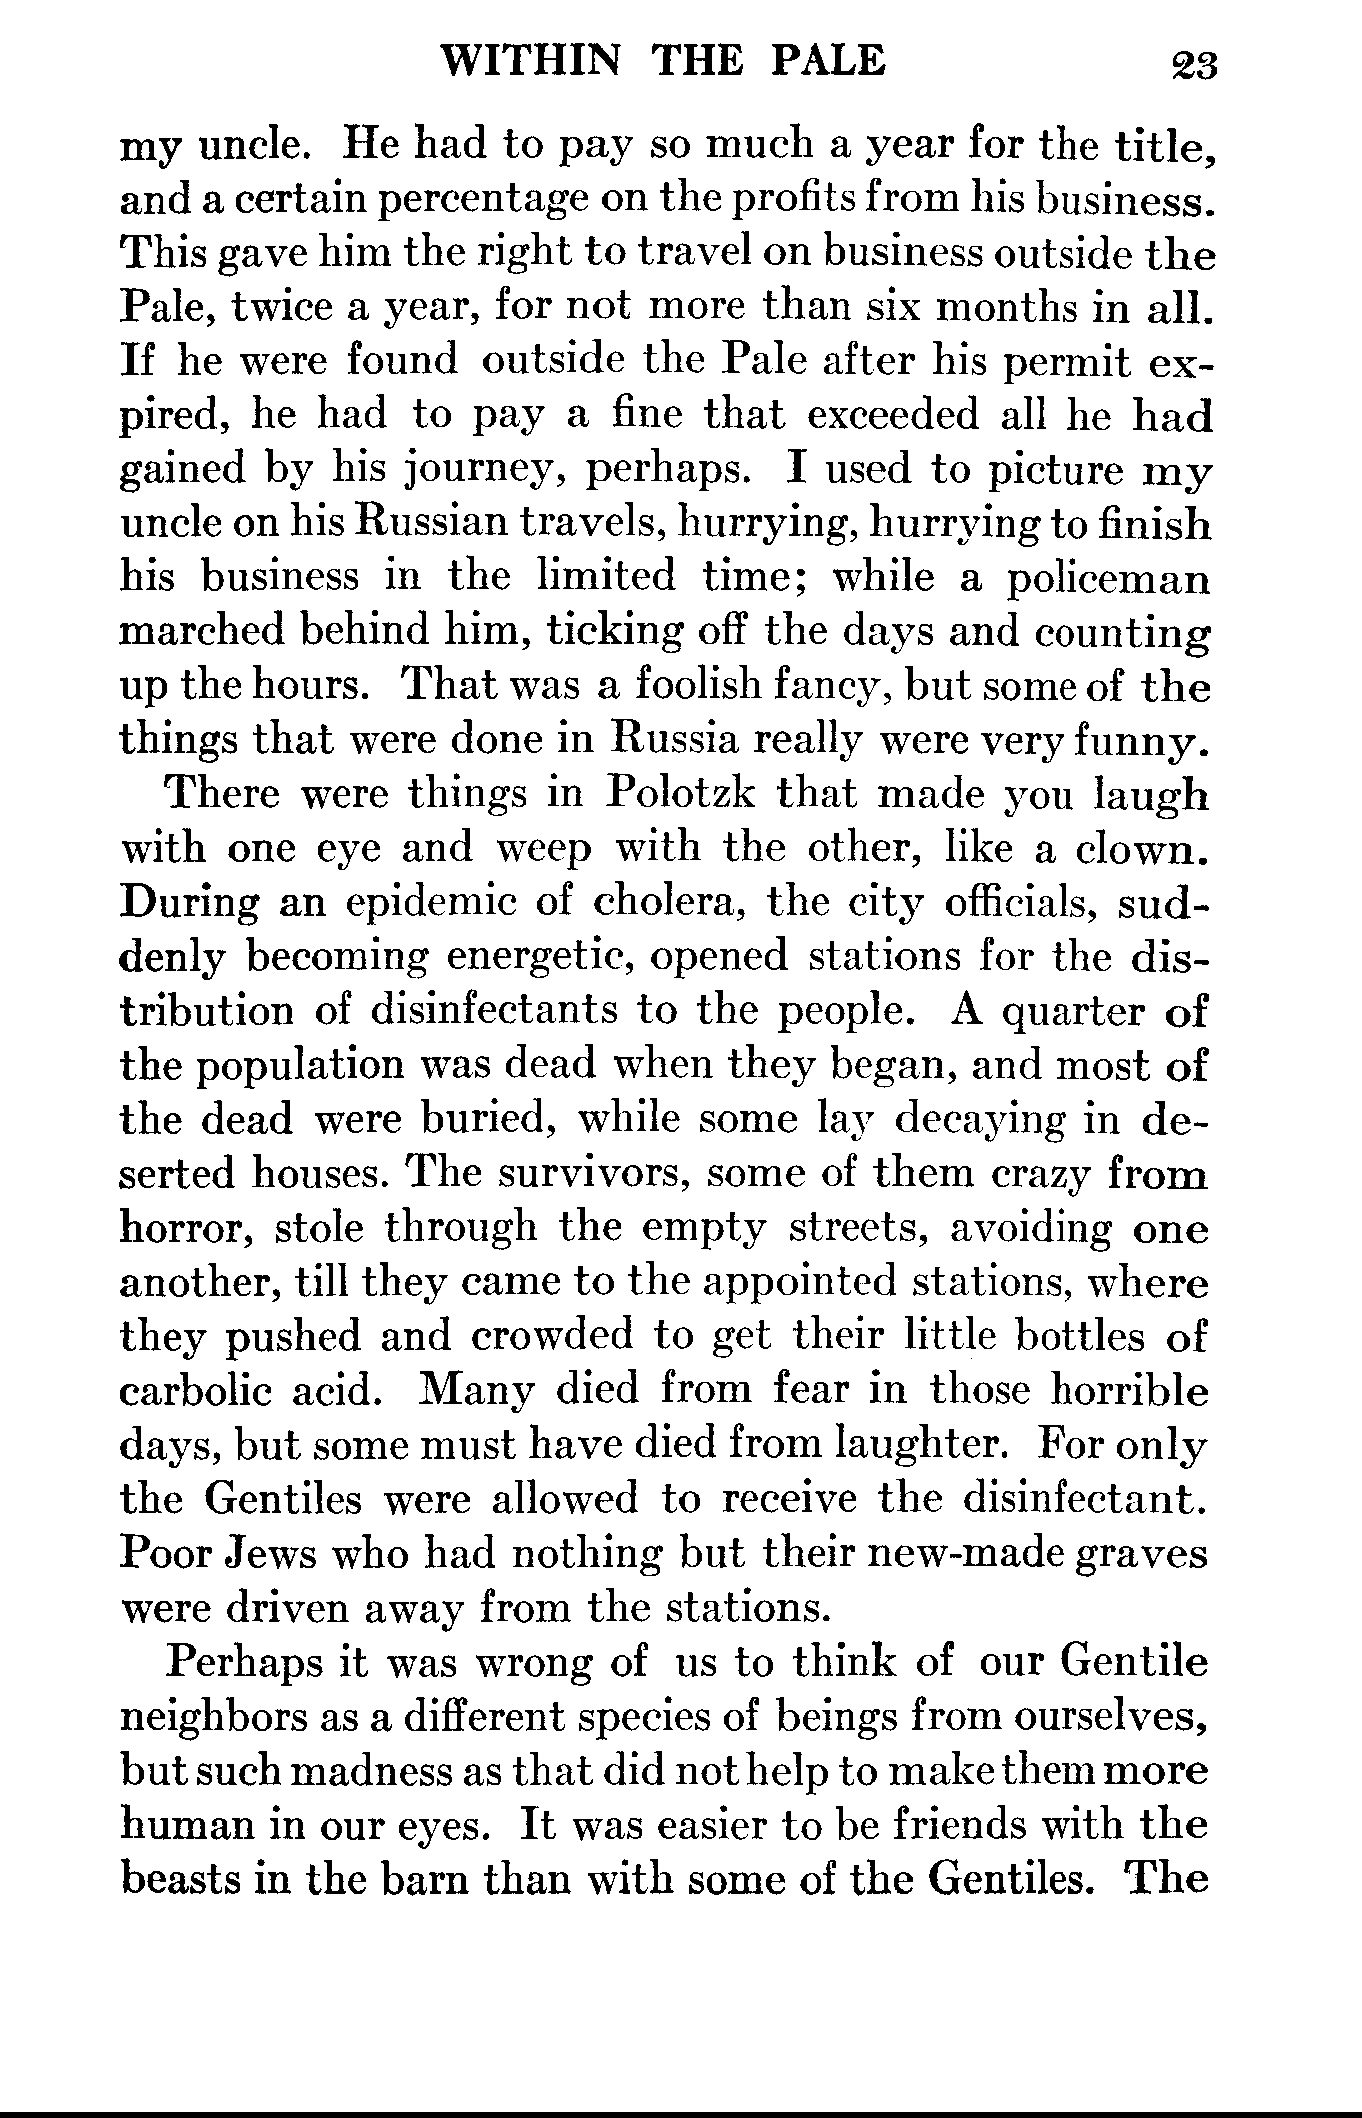 WITHIN THE PALE 23
my uncle. He had to pay so much a year for the title,
and a certain percentage on the profits from his business.
This gave him the right to travel on business outside the
Pale, twice a year, for not more than six months in all.
If he were found outside the Pale after his permit ex-
pired, he had to pay a fine that exceeded all he had
gained by his journey, perhaps. I used to picture my
uncle on his Russian travels, hurrying, hurrying to finish
his business in the limited time; while a policeman
marched behind him, ticking off the days and counting
up the hours. That was a foolish fancy, but some of the
things that were done in Russia really were very funny.
There were things in Polotzk that made you laugh
with one eye and weep with the other, like a clown.
During an epidemic of cholera, the city officials, sud-
denly becoming energetic, opened stations for the dis-
tribution of disinfectants to the people. A quarter of
the population was dead when they began, and most of
the dead were buried, while some lay decaying in de-
serted houses. The survivors, some of them crazy from
horror, stole through the empty streets, avoiding one
another, till they came to the appointed stations, where
they pushed and crowded to get their little bottles of
carbolic acid. Many died from fear in those horrible
days, but some must have died from laughter. For only
the Gentiles were allowed to receive the disinfectant.
Poor Jews who had nothing but their new-made graves
were driven away from the stations.
Perhaps it was wrong of us to think of our Gentile
neighbors as a different species of beings from ourselves,
but such madness as that did not help to make them more
human in our eyes. It was easier to be friends with the
beasts in the barn than with some of the Gentiles. The